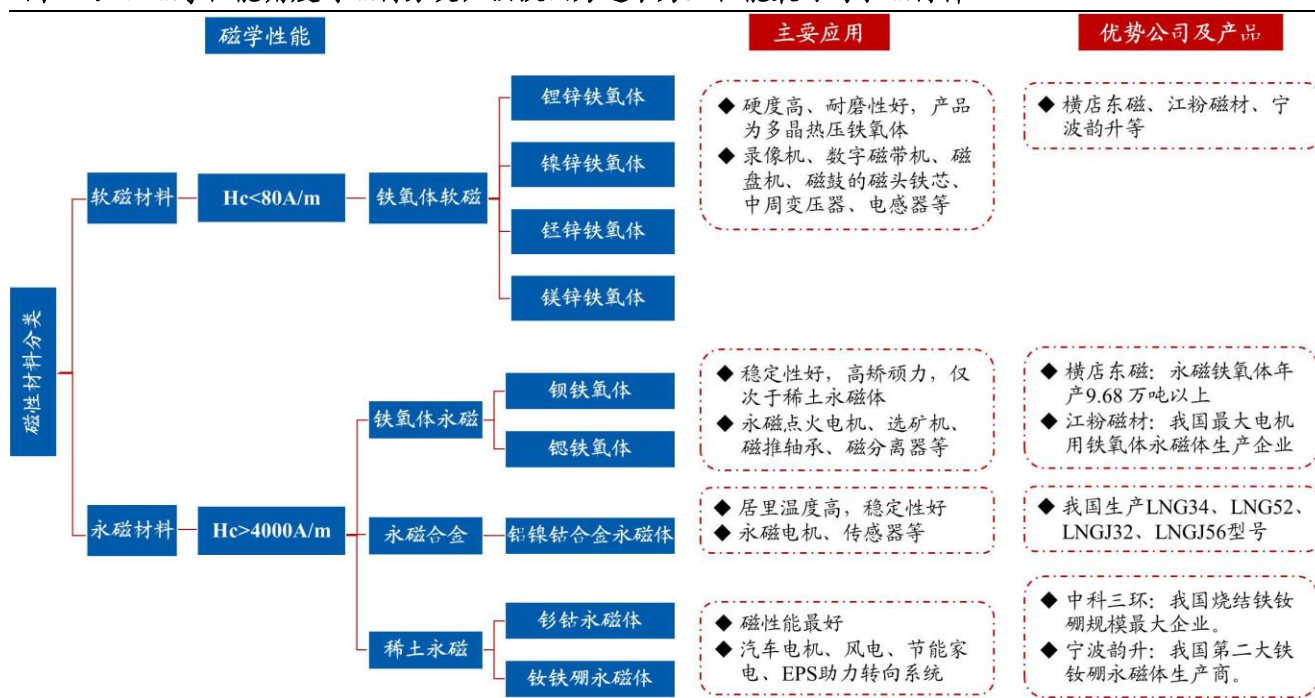 磁学性能
主要应用
优势公司及产品
锂锌铁氧体
镍锌铁氧体
锰锌铁氧体
镁锌铁氧体
软磁材料
Hc<80A/m
铁氧体软磁
◆ 硬度高、耐磨性好，产品
为多晶热压铁氧体
◆ 录像机、数字磁带机、磁
盘机、磁鼓的磁头铁芯、
中周变压器、电感器等
◆ 横店东磁、江粉磁材、宁
波韵升等
磁性材料分类
永磁材料
Hc>4000A/m
铁氧体永磁
钡铁氧体
锶铁氧体
◆ 稳定性好，高矫顽力，仅
次于稀土永磁体
◆ 永磁点火电机、选矿机、
磁推轴承、磁分离器等
◆ 横店东磁：永磁铁氧体年
产9.68 万吨以上
◆ 江粉磁材：我国最大电机
用铁氧体永磁体生产企业
永磁合金
铝镍钴合金永磁体
◆ 居里温度高，稳定性好
◆ 永磁电机、传感器等
◆ 我国生产LNG34、LNG52、
LNGJ32、LNGJ56型号
稀土永磁
钐钴永磁体
钕铁硼永磁体
◆ 磁性能最好
◆ 汽车电机、风电、节能家
电、EPS助力转向系统
◆ 中科三环：我国烧结铁钕
硼规模最大企业。
◆ 宁波韵升：我国第二大铁
钕硼永磁体生产商。